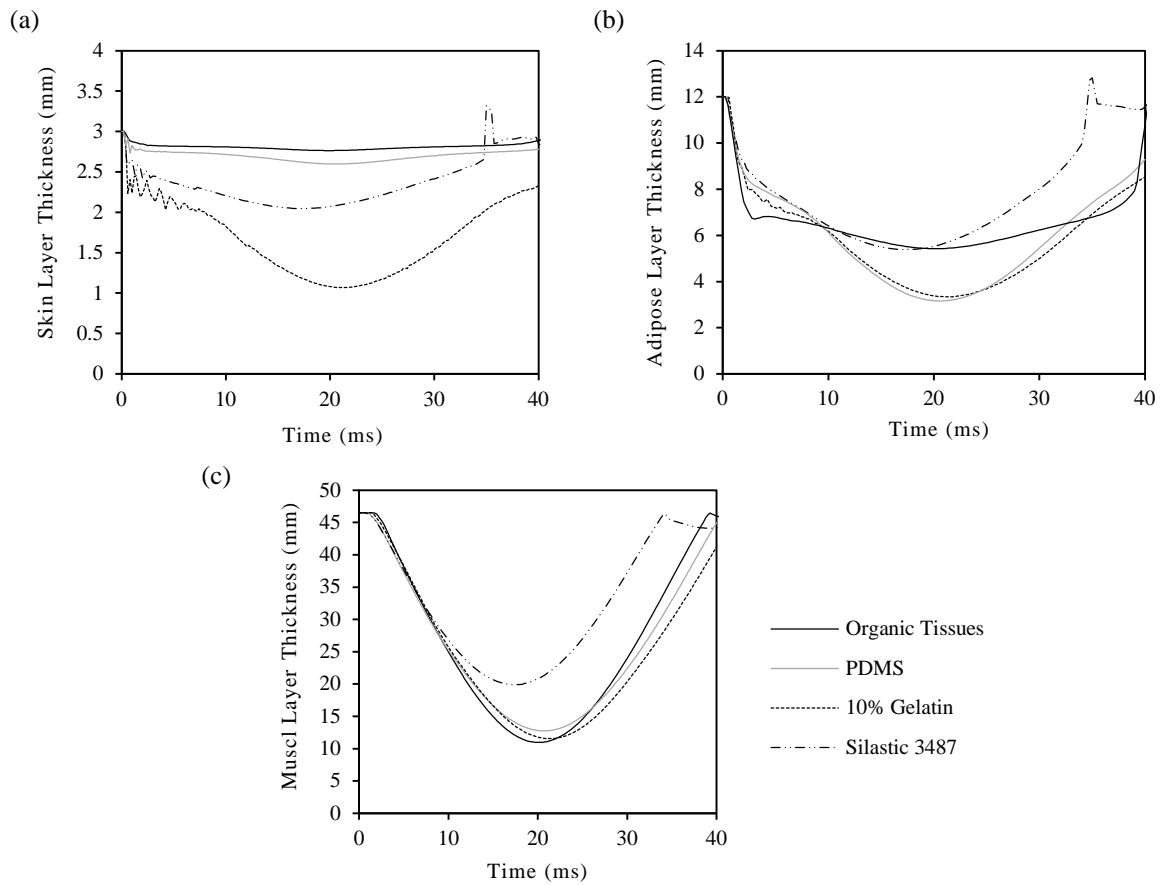 (a)
Skin Layer Thickness (mm)
4
3.5
3
2.5
2
1.5
1
0.5
0
0 10 20 30 40
Time (ms)
(b)
Adipose Layer Thickness (mm)
14
12
10
8
6
4
2
0
0 10 20 30 40
Time (ms)
(c)
Muscl Layer Thickness (mm)
50
45
40
35
30
25
20
15
10
5
0
0 10 20 30 40
Time (ms)
Organic Tissues
PDMS
10% Gelatin
Silastic 3487